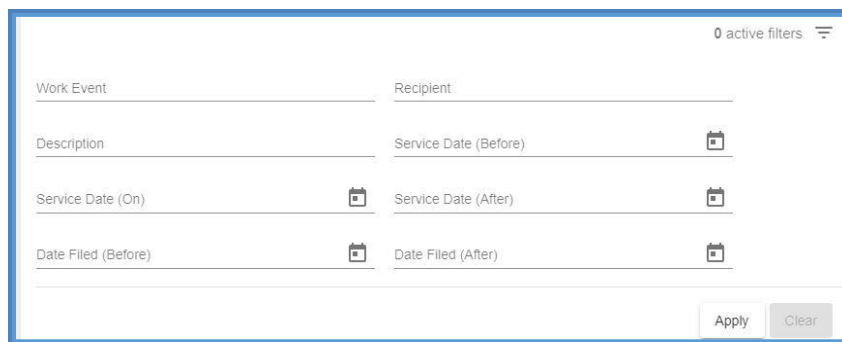 0 active filters
Work Event Recipient
Description Service Date (Before)
Service Date (On) Service Date (After)
Date Filed (Before) Date Filed (After)
Apply Clear